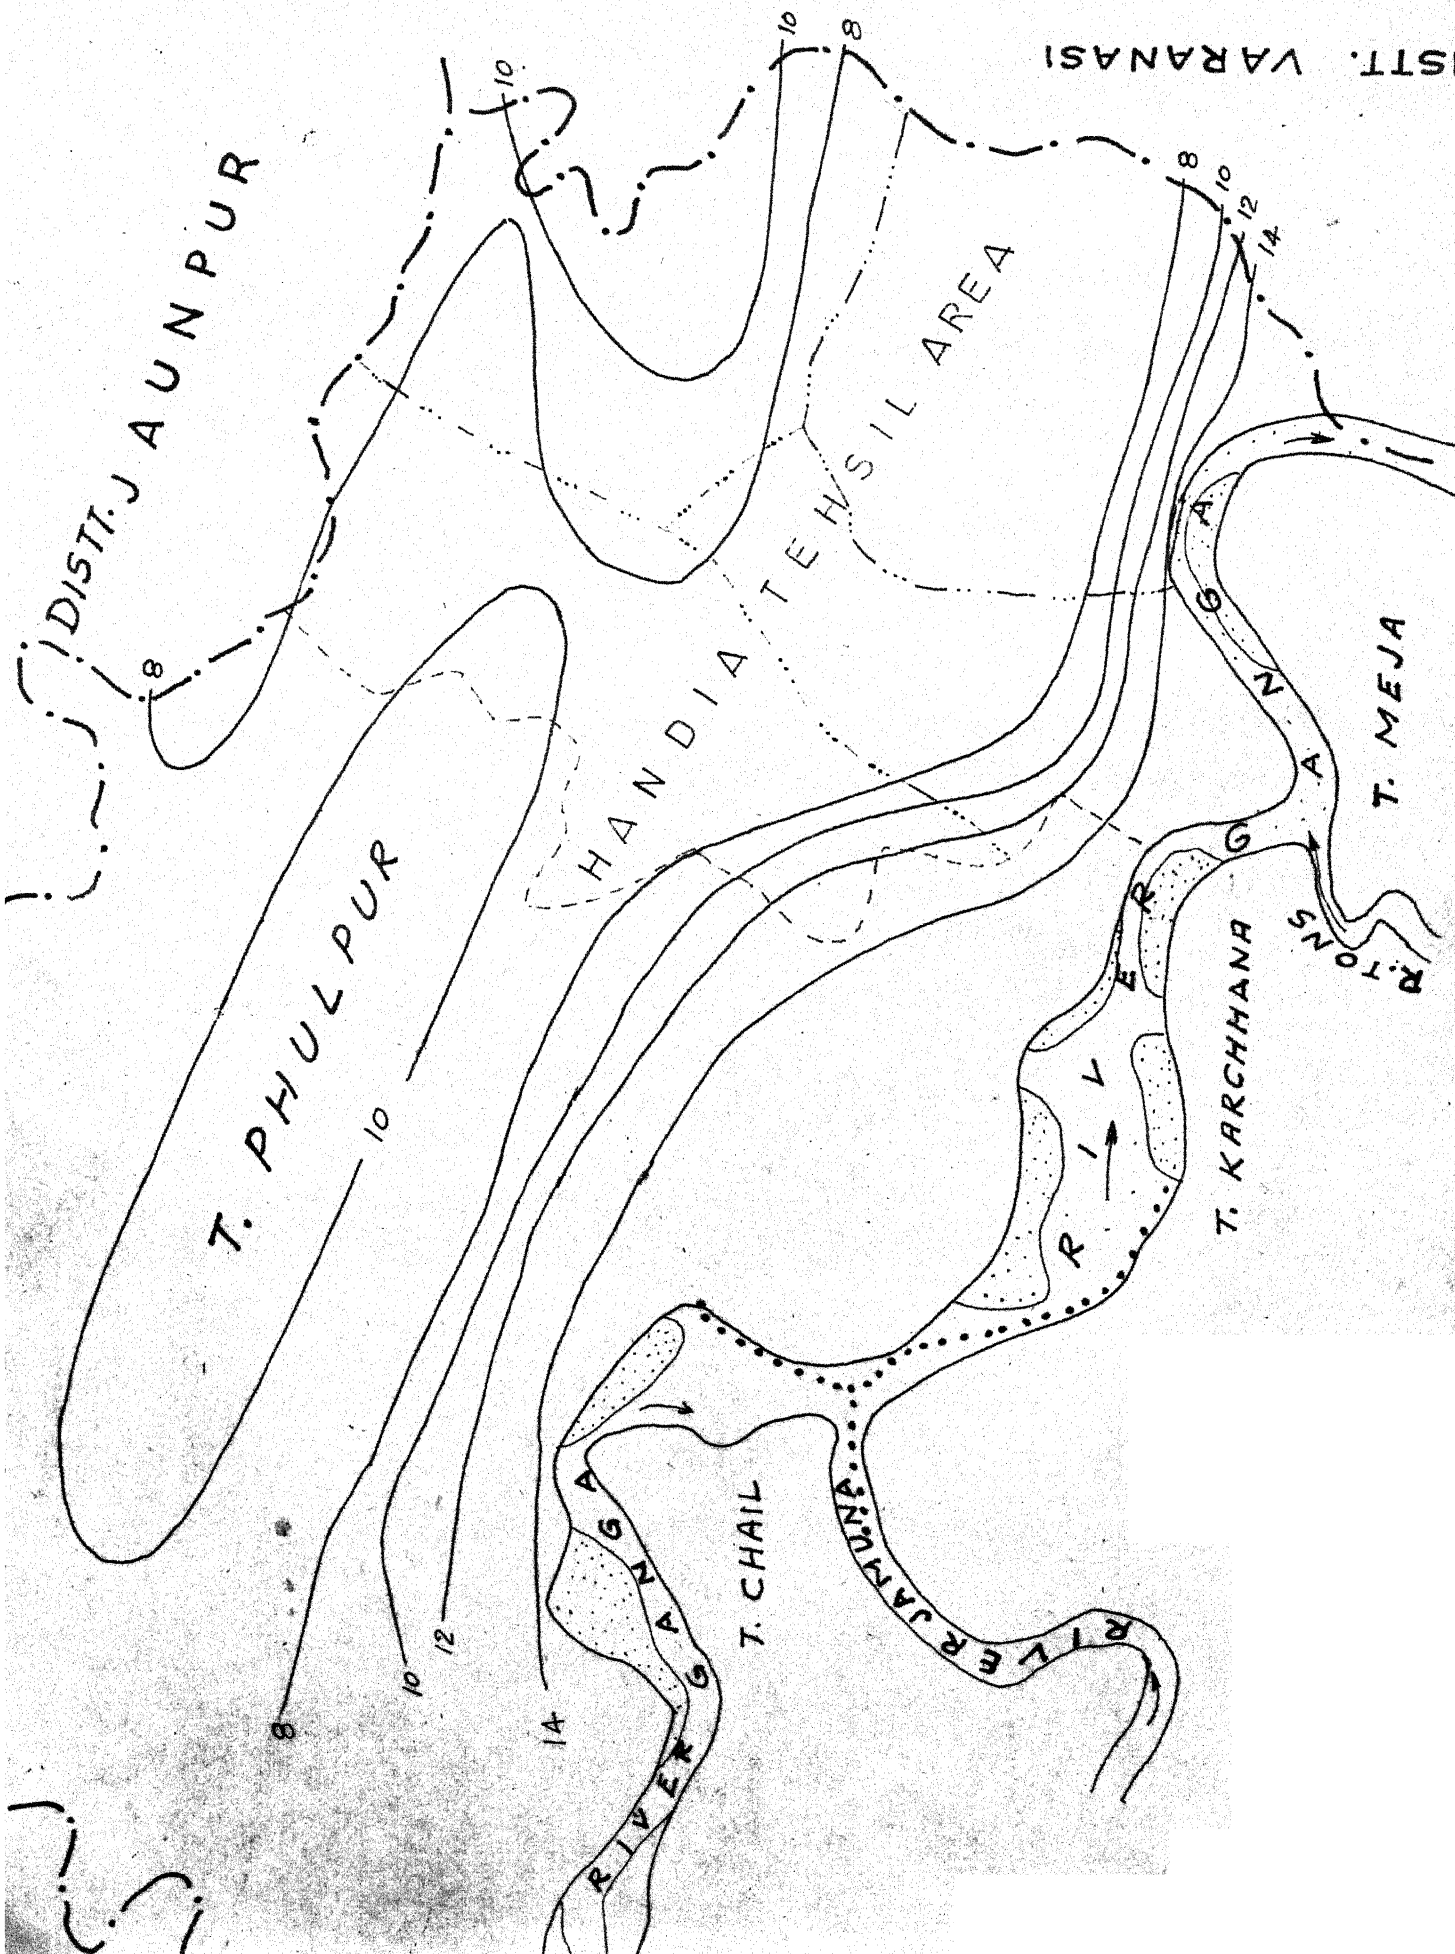 DISTT. JAUNPUR
ISTT. VARANASI
10
10
8
8
8
10
12
14
HANDIA TEHSIL AREA
T. PHULPUR
10
8
10
12
14
RIVER GANGA
RIVER GANGA
T. MEJA
R. TONS
T. KARCHHANA
T. CHAIL
RIVER JAMUNA